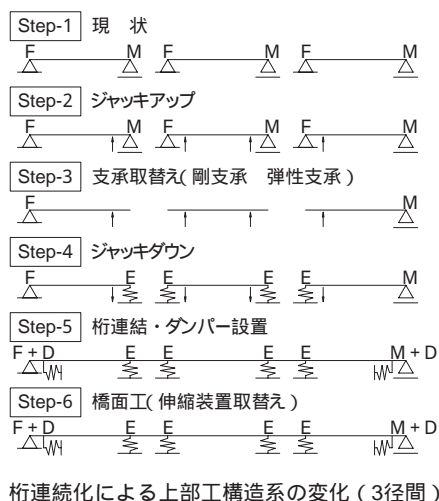 Step-1 現 状
F M F M F M
Step-2 ジャッキアップ
F M F M F M
Step-3 支承取替え(剛支承 弾性支承)
F M
Step-4 ジャッキダウン
F E E E E M
Step-5 桁連結・ダンパー設置
F + D E E E E M + D
Step-6 橋面工(伸縮装置取替え)
F + D E E E E M + D
桁連続化による上部工構造系の変化(3径間)